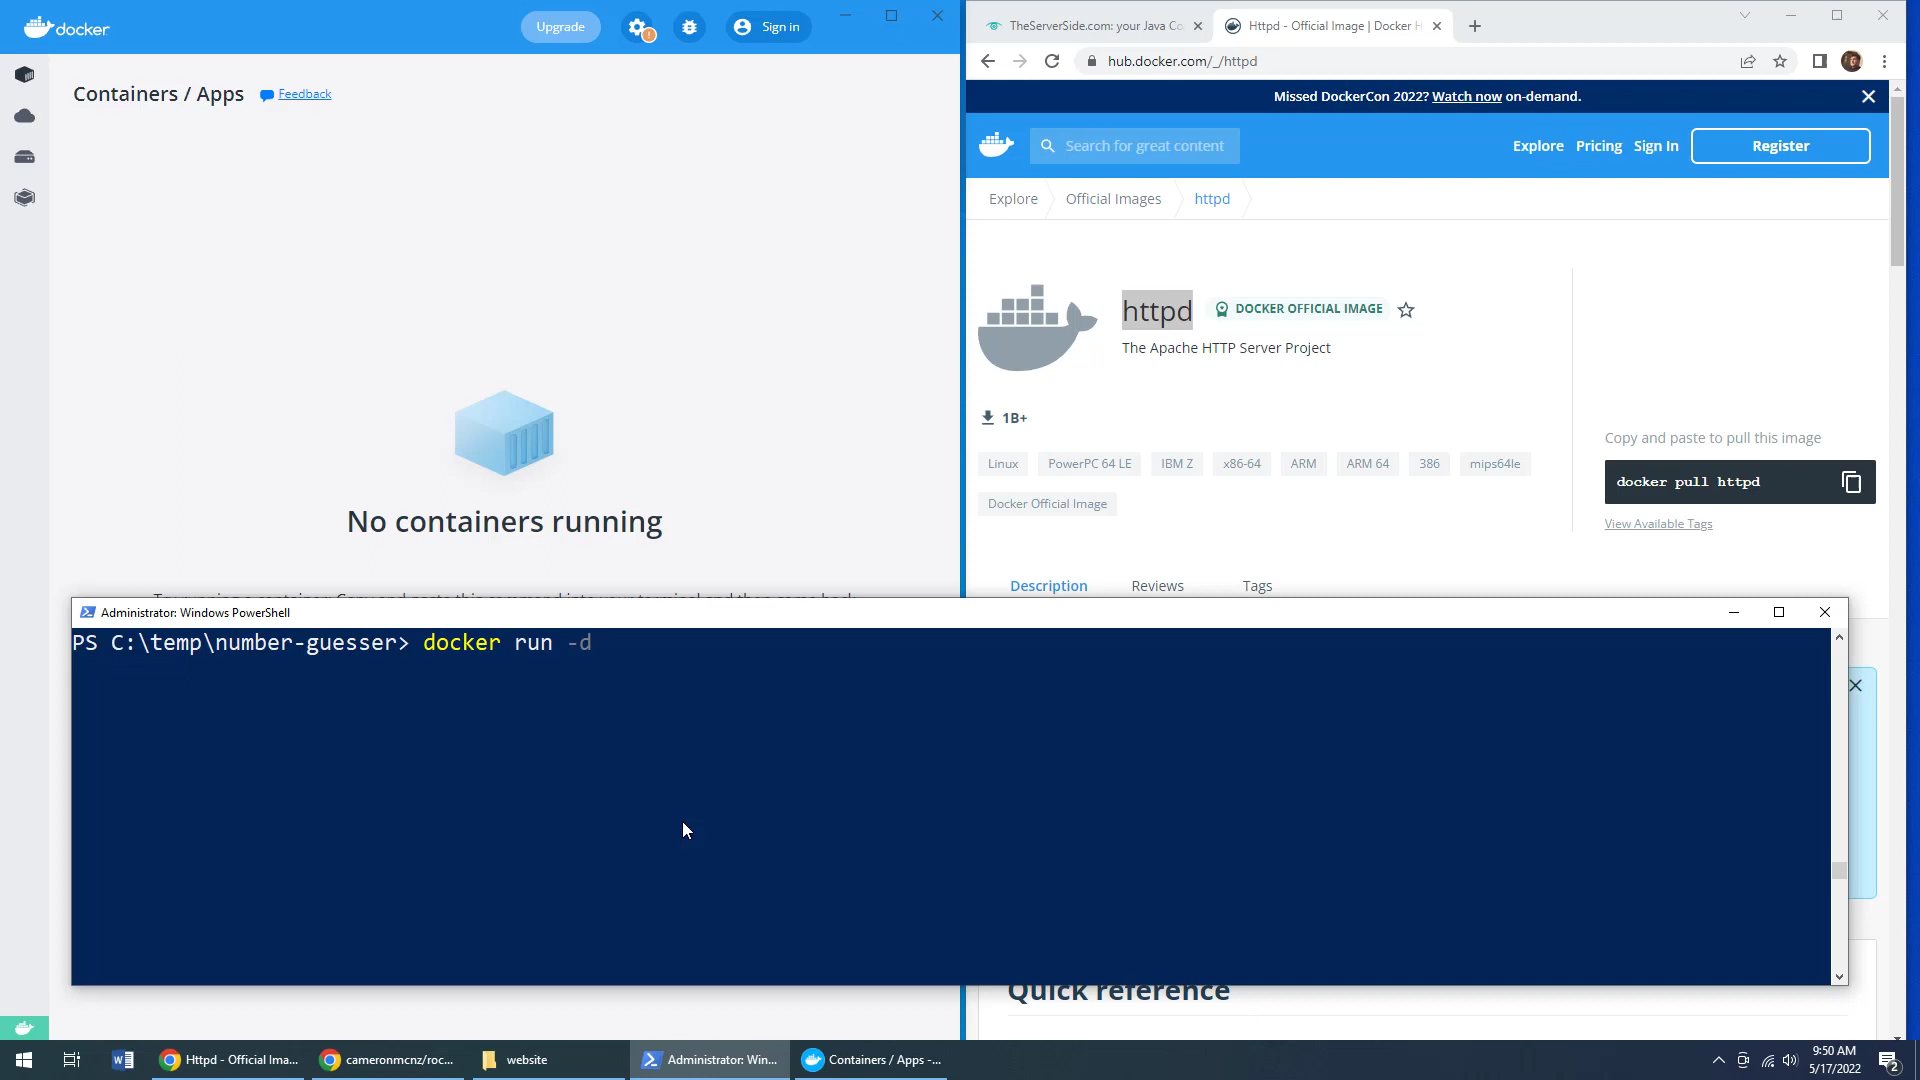 docker
Upgrade
Sign in
Containers / Apps
Feedback
No containers running
TheServerSide.com: your Java Co
Httpd - Official Image | Docker H
hub.docker.com/_/httpd
Missed DockerCon 2022? Watch now on-demand.
Search for great content
Explore
Pricing
Sign In
Register
Explore
Official Images
httpd
httpd
DOCKER OFFICIAL IMAGE
The Apache HTTP Server Project
1B+
Linux
PowerPC 64 LE
IBM Z
x86-64
ARM
ARM 64
386
mips64le
Docker Official Image
Copy and paste to pull this image
docker pull httpd
View Available Tags
Description
Reviews
Tags
Administrator: Windows PowerShell
PS C:\temp\number-guesser> docker run -d
Quick reference
Httpd - Official Ima...
cameronmcnz/roc...
website
Administrator: Win...
Containers / Apps -...
9:50 AM
5/17/2022
2